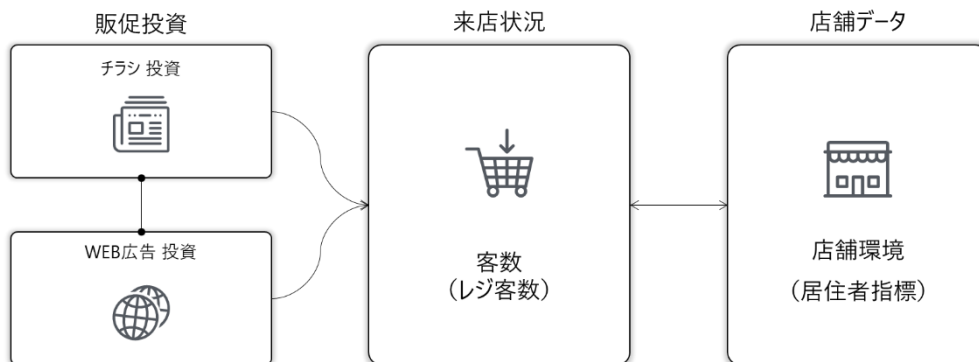 販促投資
チラシ 投資
WEB広告 投資
来店状況
客数
（レジ客数）
店舗データ
店舗環境
（居住者指標）